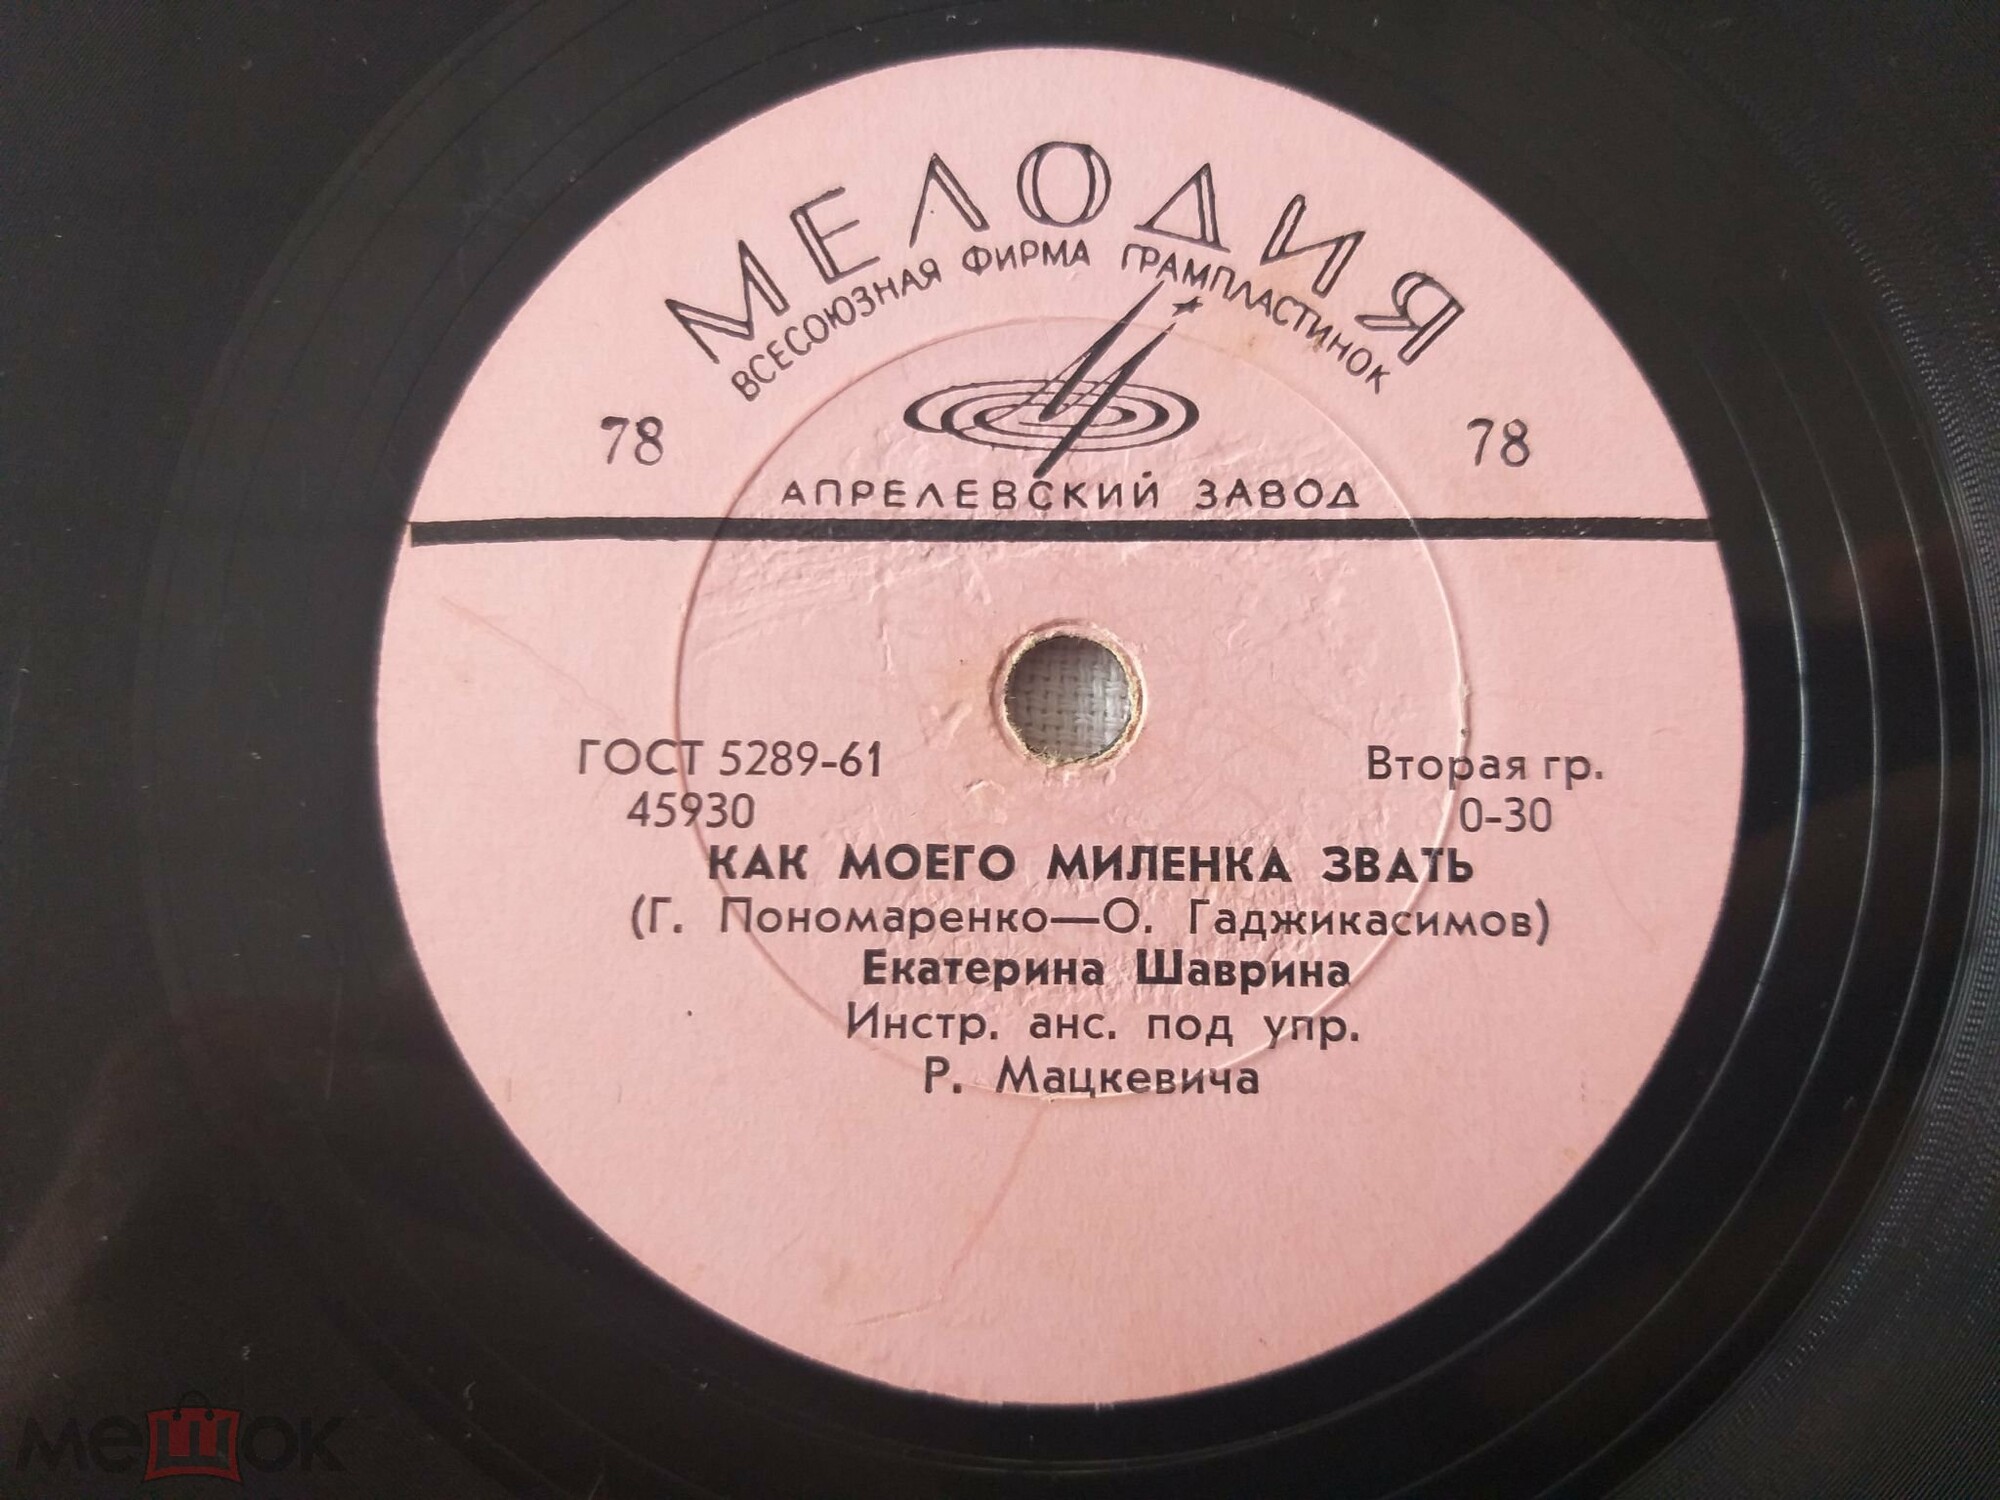 МЕЛОДИЯ
ВСЕСОЮЗНАЯ ФИРМА ГРАМПЛАСТИНОК
78 78
АПРЕЛЕВСКИЙ ЗАВОД
ГОСТ 5289-61 Вторая гр.
45930 0-30
КАК МОЕГО МИЛЕНКА ЗВАТЬ
(Г. Пономаренко—О. Гаджикасимов)
Екатерина Шаврина
Инстр. анс. под упр.
Р. Мацкевича
мешок